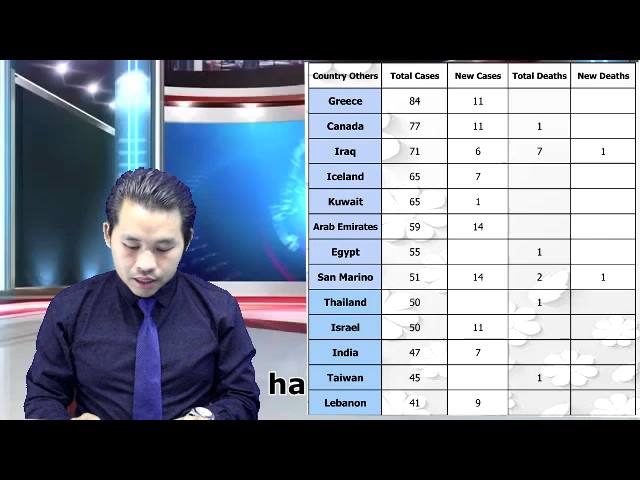 Country Others Total Cases New Cases Total Deaths New Deaths
Greece 84 11
Canada 77 11 1
Iraq 71 6 7 1
Iceland 65 7
Kuwait 65 1
Arab Emirates 59 14
Egypt 55 1
San Marino 51 14 2 1
Thailand 50 1
Israel 50 11
India 47 7
Taiwan 45 1
Lebanon 41 9
ha